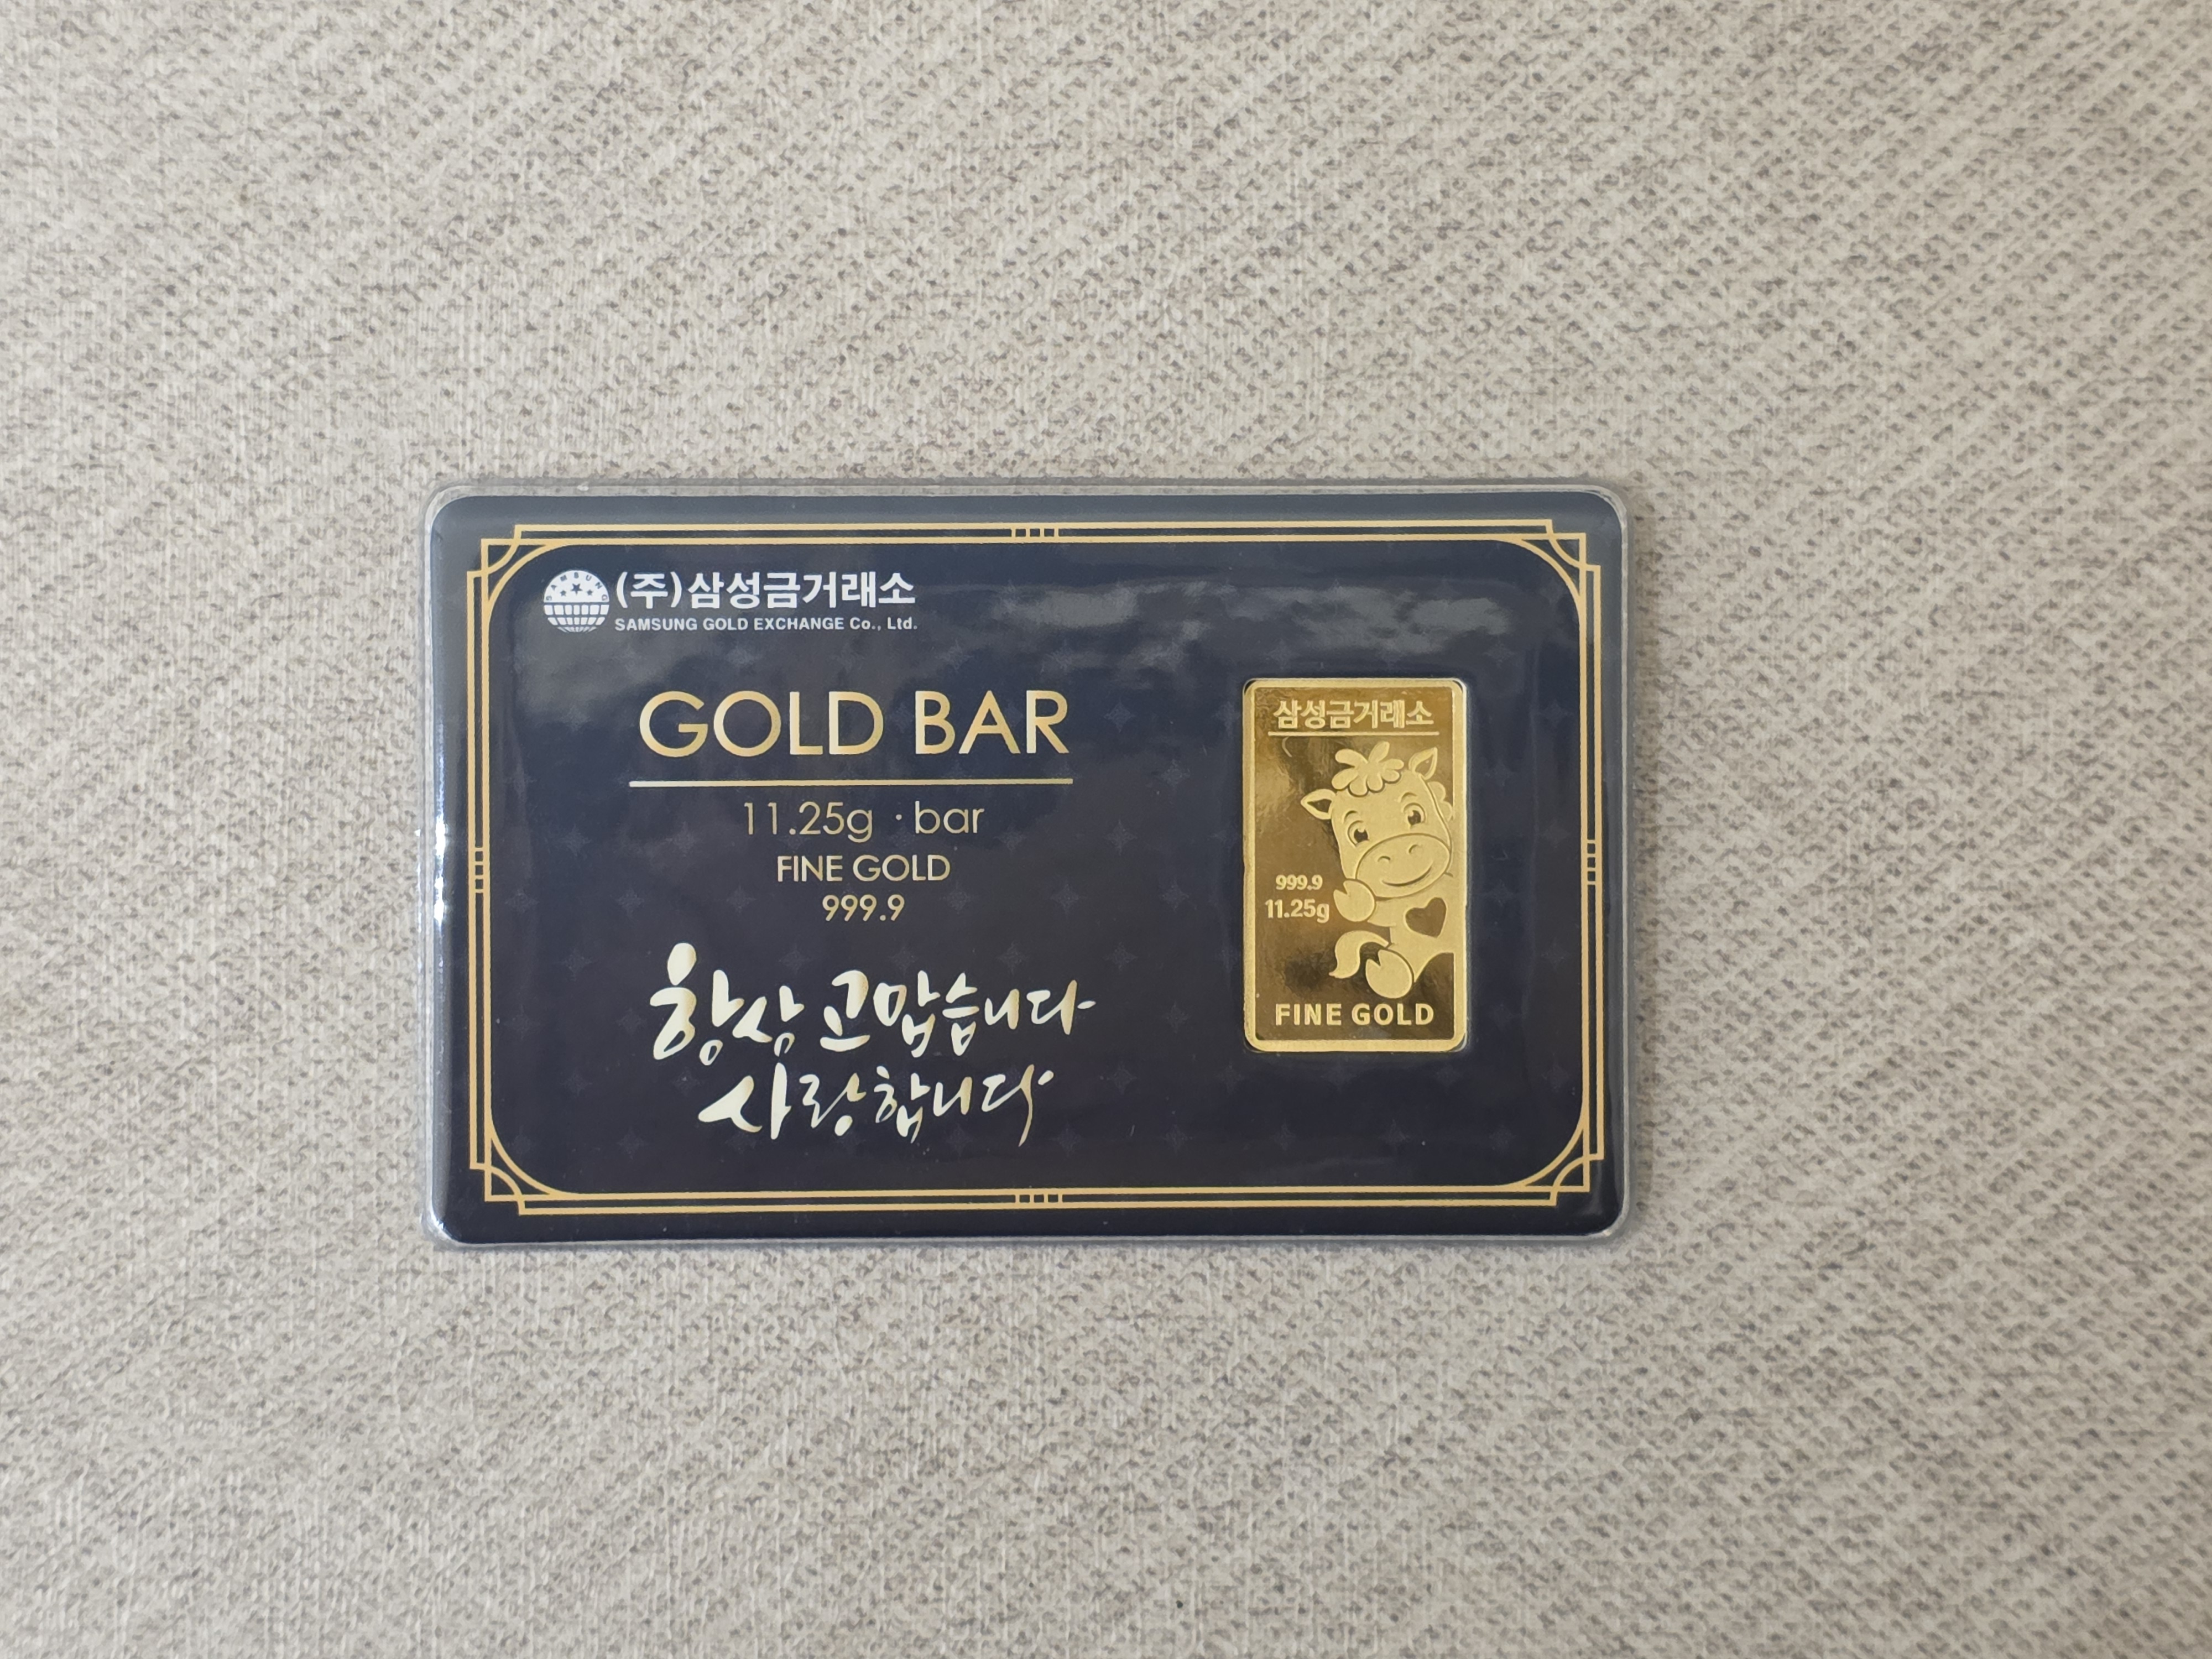 (주)삼성금거래소
SAMSUNG GOLD EXCHANGE Co., Ltd.
GOLD BAR
11.25g · bar
FINE GOLD
999.9
항상 고맙습니다
사랑합니다
삼성금거래소
999.9
11.25g
FINE GOLD